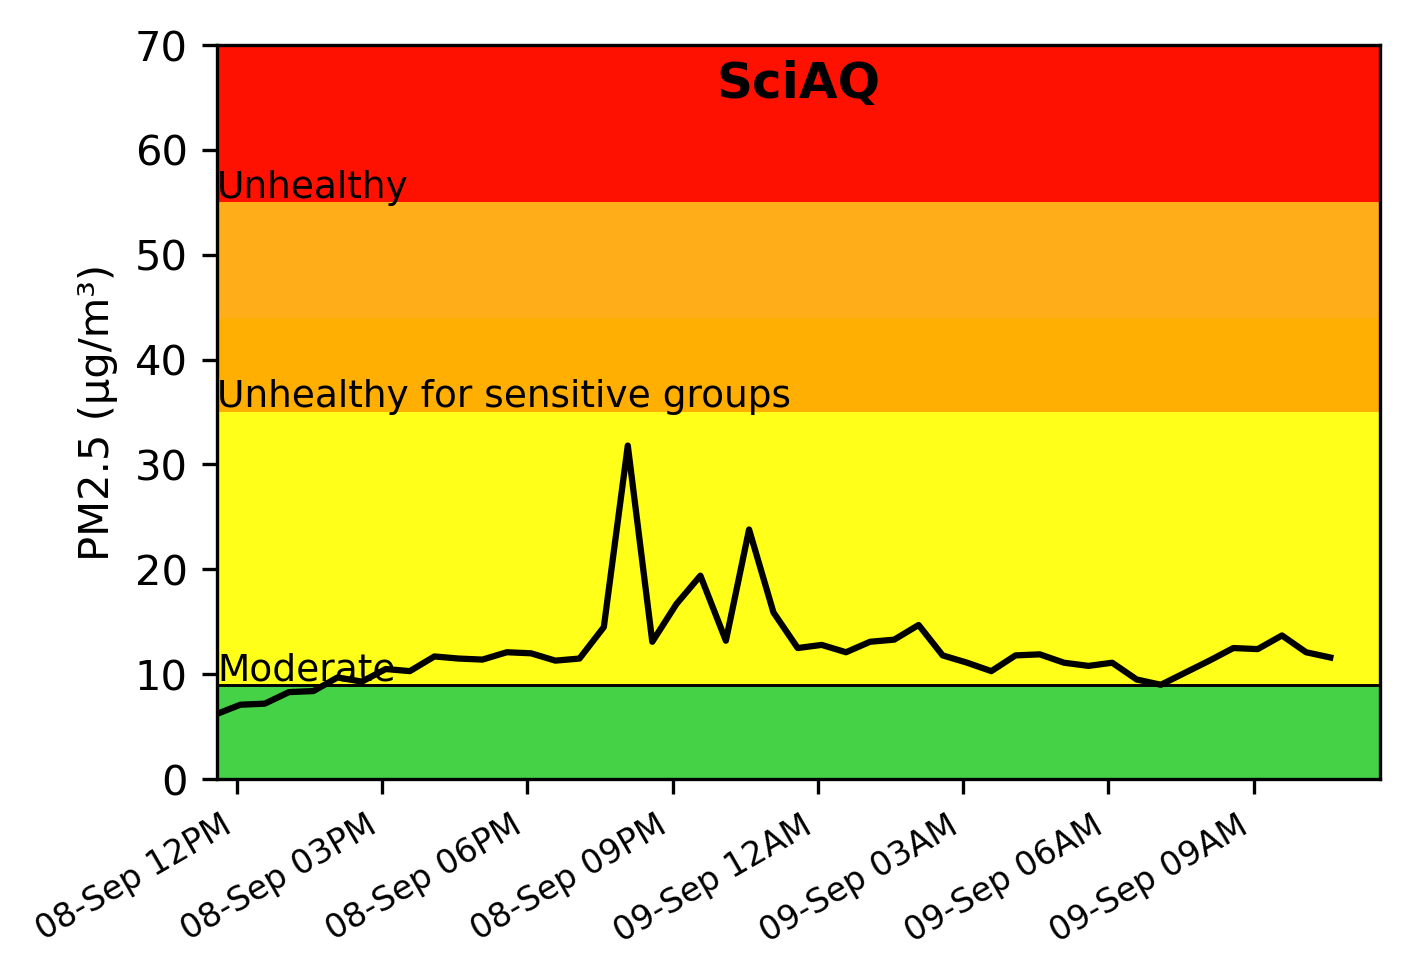 SciAQ
70
60
50
40
30
20
10
0
PM2.5 (µg/m³)
Unhealthy
Unhealthy for sensitive groups
Moderate
08-Sep 12PM
08-Sep 03PM
08-Sep 06PM
08-Sep 09PM
09-Sep 12AM
09-Sep 03AM
09-Sep 06AM
09-Sep 09AM